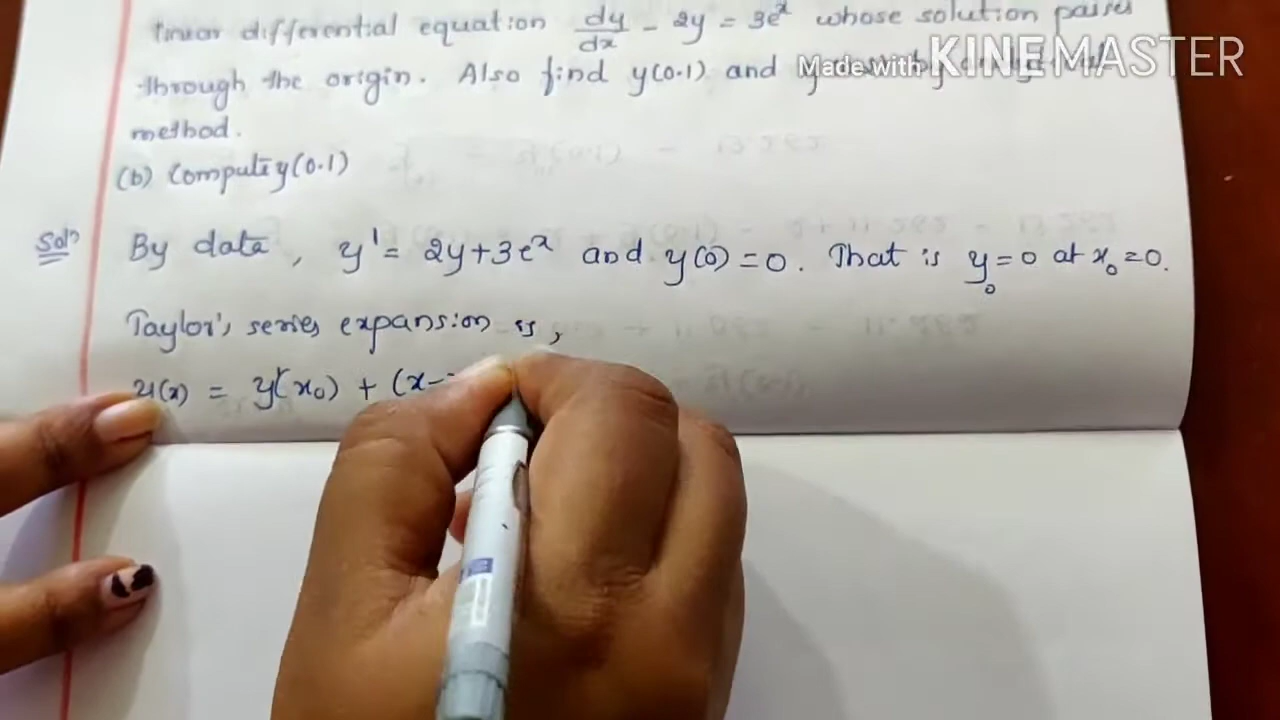 linear differential equation dy/dx - 2y = 3e^x whose solution passes
through the origin. Also find y(0.1) and
method.
(b) Compute y(0.1)
Soln By data, y' = 2y+3e^x and y(0) = 0. That is y₀ = 0 at x₀ = 0.
Taylor's series expansion is,
y(x) = y(x₀) + (x-
Made with KINEMASTER